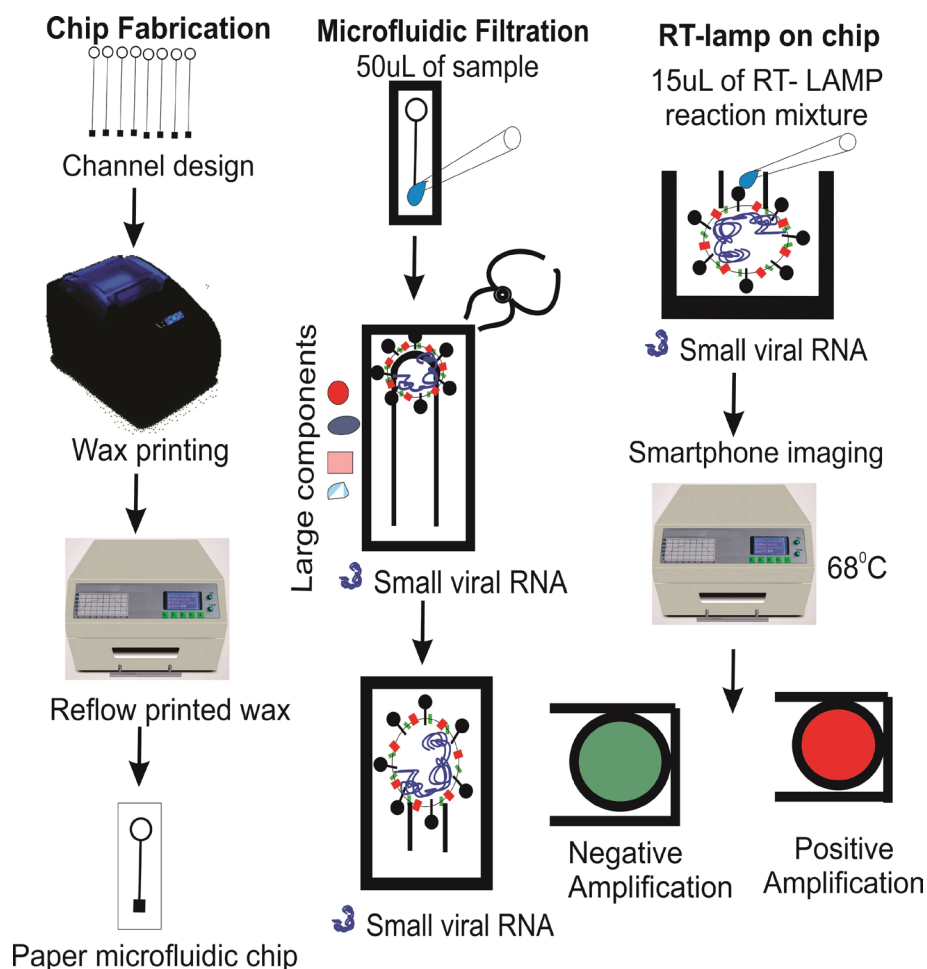 Chip Fabrication
Channel design
Wax printing
Reflow printed wax
Paper microfluidic chip
Microfluidic Filtration
50uL of sample
Large components
Small viral RNA
Small viral RNA
RT-lamp on chip
15uL of RT- LAMP
reaction mixture
Small viral RNA
Smartphone imaging
68⁰C
Negative
Amplification
Positive
Amplification